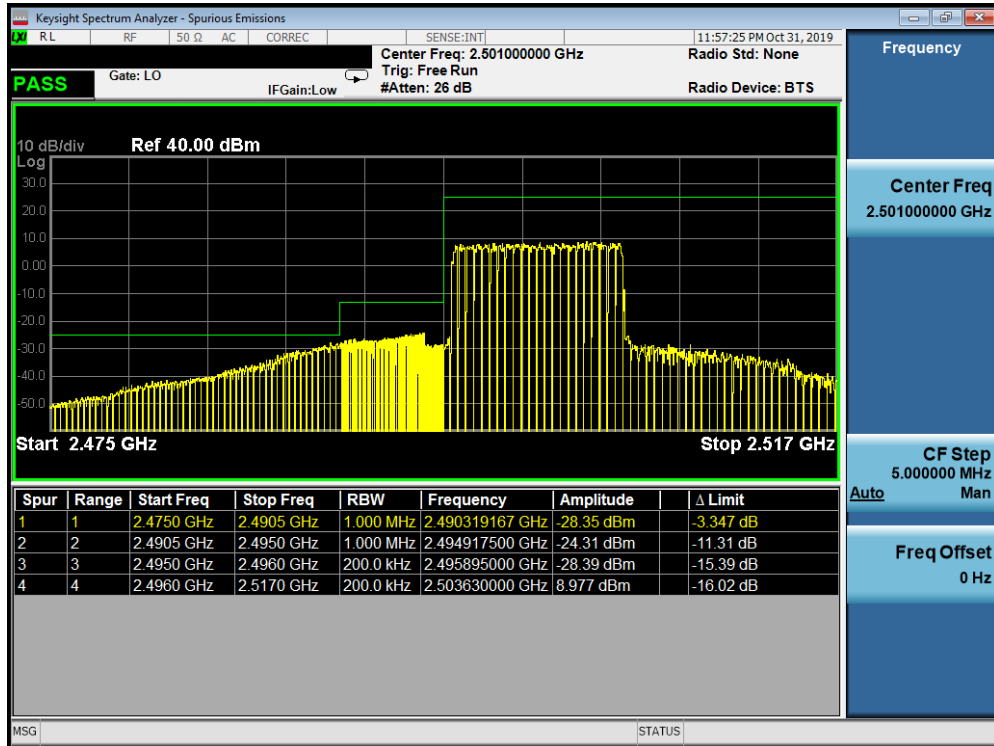 Keysight Spectrum Analyzer - Spurious Emissions
LXI RL RF 50 Ω AC CORREC SENSE:INT 11:57:25 PM Oct 31, 2019
Center Freq: 2.501000000 GHz Radio Std: None
PASS Gate: LO Trig: Free Run
IFGain:Low #Atten: 26 dB Radio Device: BTS
10 dB/div Ref 40.00 dBm
Log
30.0
20.0
10.0
0.00
-10.0
-20.0
-30.0
-40.0
-50.0
Start 2.475 GHz Stop 2.517 GHz
Spur Range Start Freq Stop Freq RBW Frequency Amplitude Δ Limit
1 1 2.4750 GHz 2.4905 GHz 1.000 MHz 2.490319167 GHz -28.35 dBm -3.347 dB
2 2 2.4905 GHz 2.4950 GHz 1.000 MHz 2.494917500 GHz -24.31 dBm -11.31 dB
3 3 2.4950 GHz 2.4960 GHz 200.0 kHz 2.495895000 GHz -28.39 dBm -15.39 dB
4 4 2.4960 GHz 2.5170 GHz 200.0 kHz 2.503630000 GHz 8.977 dBm -16.02 dB
MSG STATUS
Frequency
Center Freq
2.501000000 GHz
CF Step
5.000000 MHz
Auto Man
Freq Offset
0 Hz